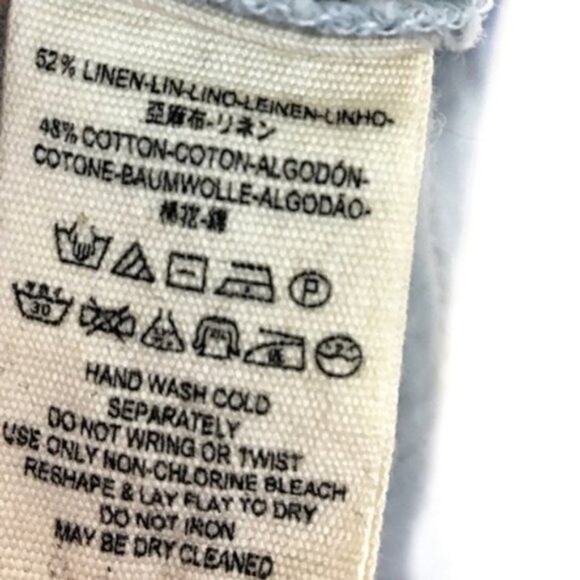 52% LINEN-LIN-LINO-LEINEN-LINHO-
亞麻布-リネン
48% COTTON-COTON-ALGODÓN-
COTONE-BAUMWOLLE-ALGODÃO-
棉花-綿
P
30
HAND WASH COLD
SEPARATELY
DO NOT WRING OR TWIST
USE ONLY NON-CHLORINE BLEACH
RESHAPE & LAY FLAT TO DRY
DO NOT IRON
MAY BE DRY CLEANED